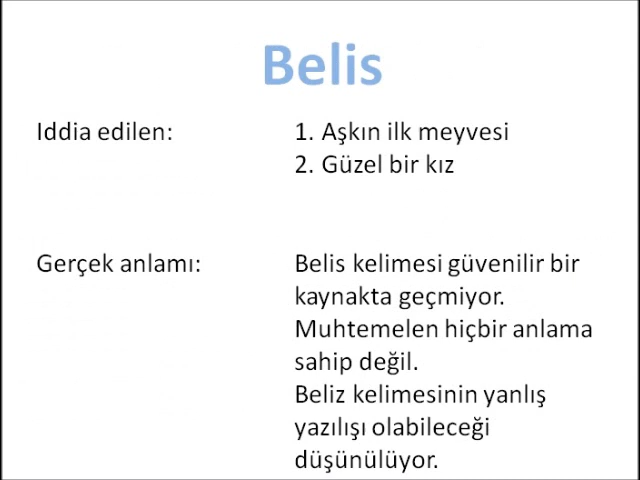 Belis
Iddia edilen: 1. Aşkın ilk meyvesi
2. Güzel bir kız
Gerçek anlamı: Belis kelimesi güvenilir bir
kaynakta geçmiyor.
Muhtemelen hiçbir anlama
sahip değil.
Beliz kelimesinin yanlış
yazılışı olabileceği
düşünülüyor.